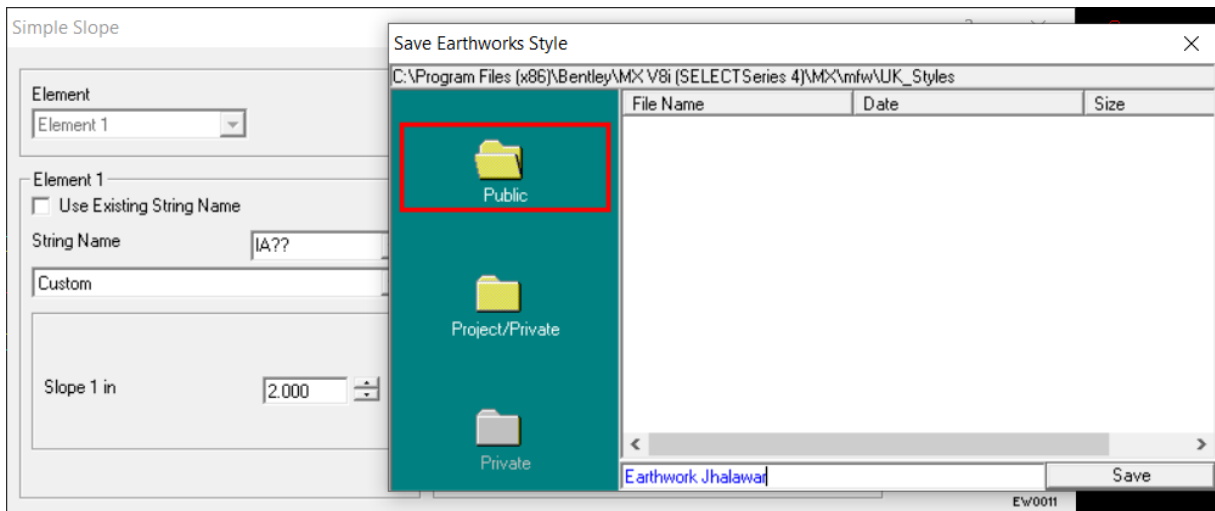 Simple Slope
Save Earthworks Style
C:\Program Files (x86)\Bentley\MX V8i (SELECTSeries 4)\MX\mfw\UK_Styles
File Name Date Size
Element
Element 1
Public
Element 1
Use Existing String Name
String Name IA??
Custom
Project/Private
Slope 1 in 2.000
Private
Earthwork Jhalawar Save
EW0011